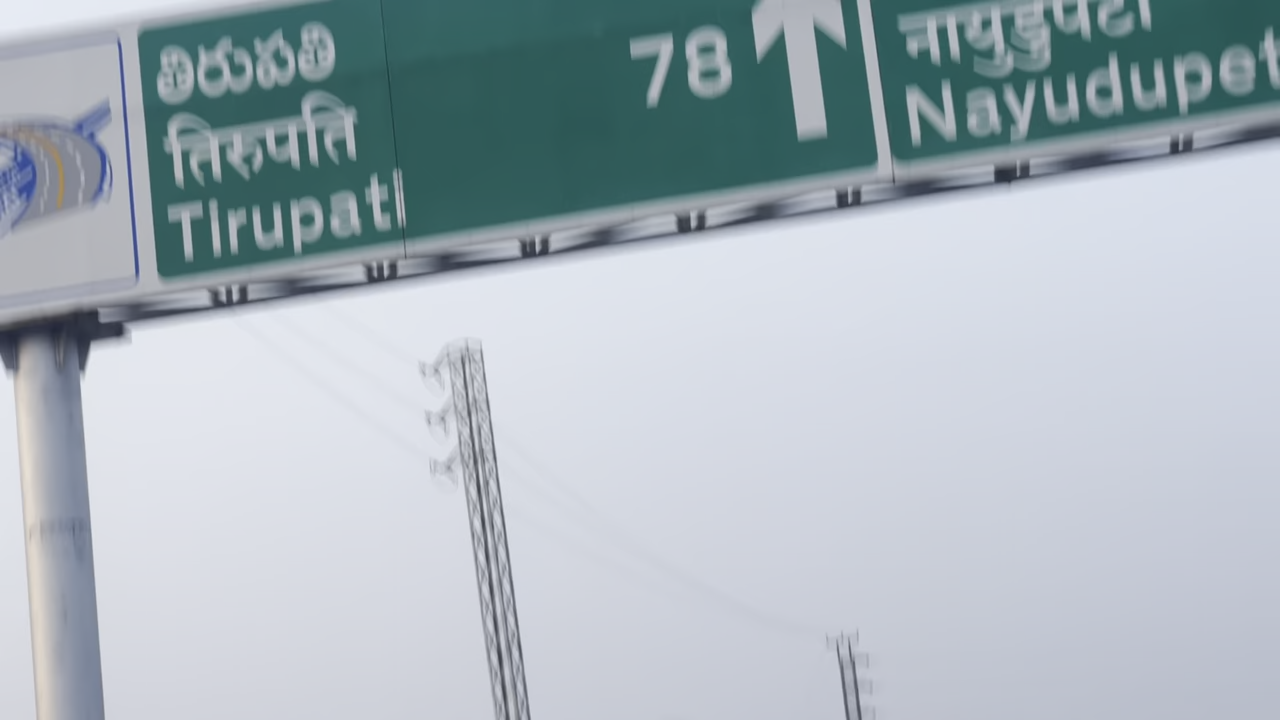 తిరుపతి
तिरुपति
Tirupati
78
नायुडुपेटा
Nayudupet